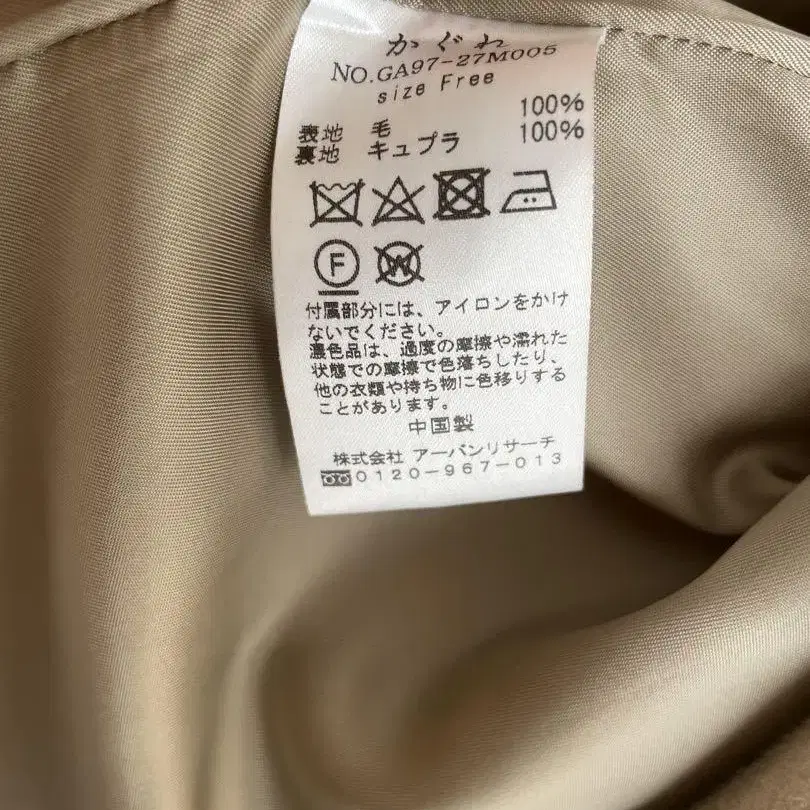 かぐれ
NO.GA97-27M005
size Free
表地 毛 100%
裏地 キュプラ 100%
F W
付属部分には、アイロンをかけ
ないでください。
濃色品は、過度の摩擦や濡れた
状態での摩擦で色落ちしたり、
他の衣類や持ち物に色移りする
ことがあります。
中国製
株式会社 アーバンリサーチ
0120-967-013